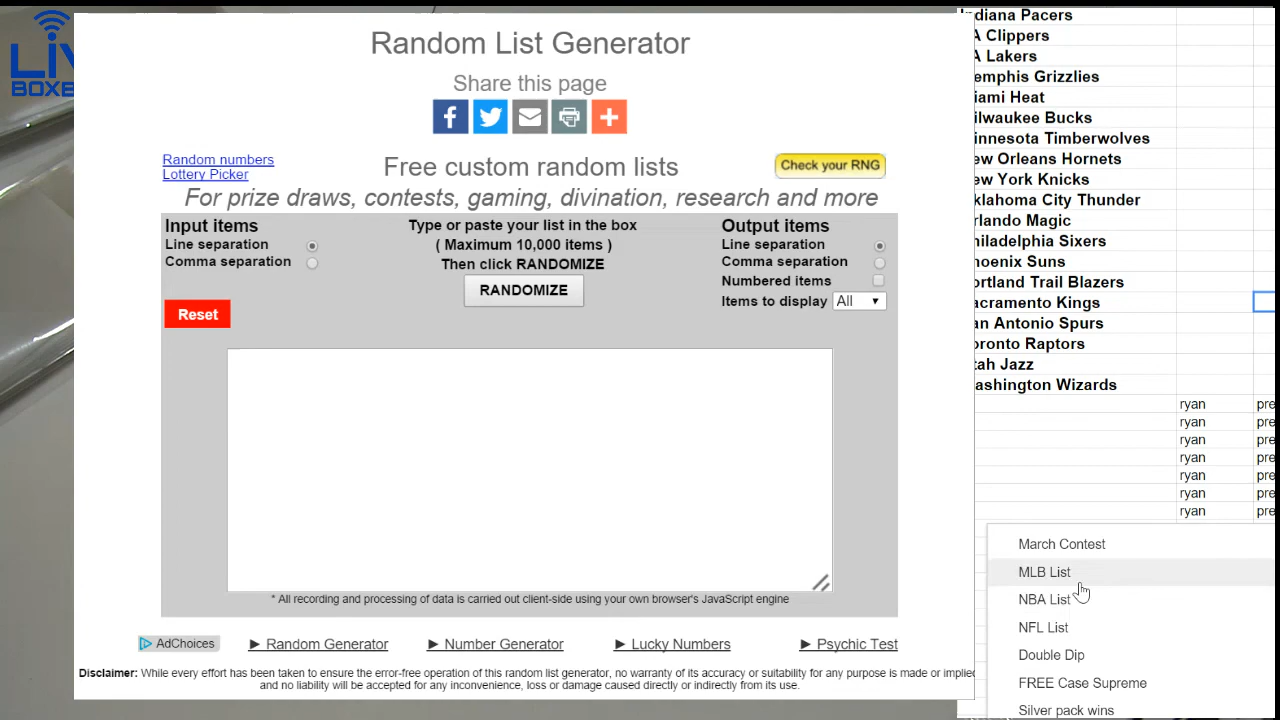 LIV
BOXE
Random List Generator
Share this page
Random numbers
Lottery Picker
Free custom random lists
Check your RNG
For prize draws, contests, gaming, divination, research and more
Input items
Line separation
Comma separation
Reset
Type or paste your list in the box
( Maximum 10,000 items )
Then click RANDOMIZE
RANDOMIZE
Output items
Line separation
Comma separation
Numbered items
Items to display All
* All recording and processing of data is carried out client-side using your own browser's JavaScript engine
AdChoices
► Random Generator
► Number Generator
► Lucky Numbers
► Psychic Test
Disclaimer: While every effort has been taken to ensure the error-free operation of this random list generator, no warranty of its accuracy or suitability for any purpose is made or implied
and no liability will be accepted for any inconvenience, loss or damage caused directly or indirectly from its use.
Indiana Pacers
A Clippers
A Lakers
emphis Grizzlies
iami Heat
ilwaukee Bucks
innesota Timberwolves
ew Orleans Hornets
ew York Knicks
klahoma City Thunder
rlando Magic
hiladelphia Sixers
hoenix Suns
ortland Trail Blazers
acramento Kings
an Antonio Spurs
oronto Raptors
tah Jazz
ashington Wizards
ryan pre
ryan pre
ryan pre
ryan pre
ryan pre
ryan pre
ryan pre
March Contest
MLB List
NBA List
NFL List
Double Dip
FREE Case Supreme
Silver pack wins